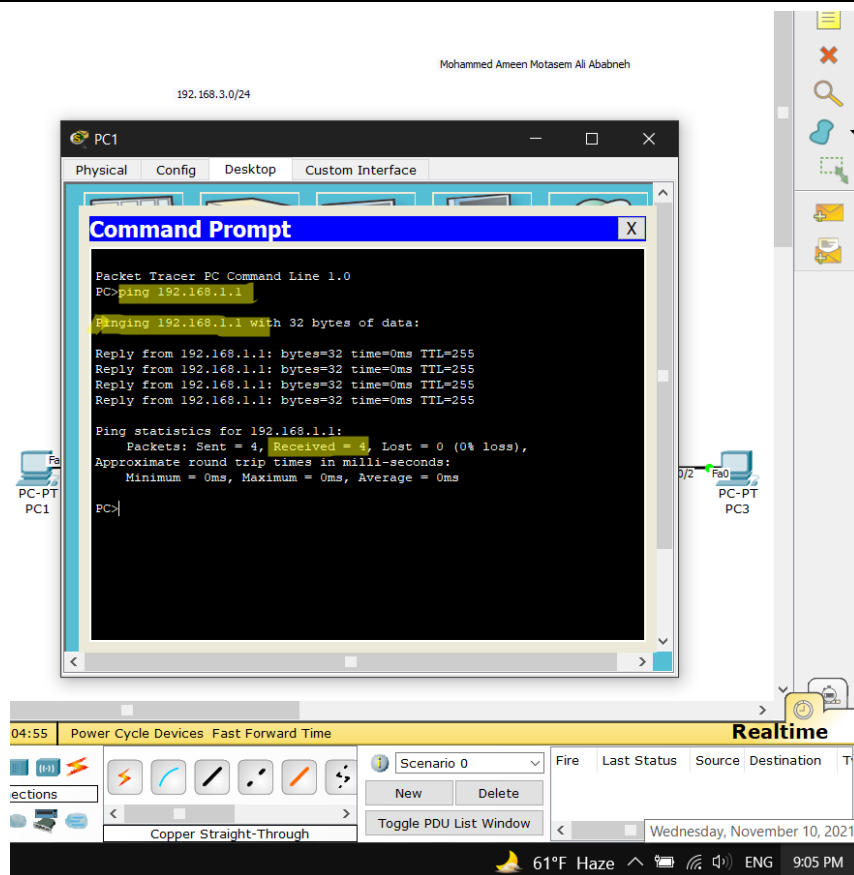 Mohammed Ameen Motasem Ali Ababneh
192.168.3.0/24
PC1
Physical Config Desktop Custom Interface
Command Prompt X
Packet Tracer PC Command Line 1.0
PC>ping 192.168.1.1
Pinging 192.168.1.1 with 32 bytes of data:
Reply from 192.168.1.1: bytes=32 time=0ms TTL=255
Reply from 192.168.1.1: bytes=32 time=0ms TTL=255
Reply from 192.168.1.1: bytes=32 time=0ms TTL=255
Reply from 192.168.1.1: bytes=32 time=0ms TTL=255
Ping statistics for 192.168.1.1:
Packets: Sent = 4, Received = 4, Lost = 0 (0% loss),
Approximate round trip times in milli-seconds:
Minimum = 0ms, Maximum = 0ms, Average = 0ms
PC>
Fa
PC-PT
PC1
0/2 Fa0
PC-PT
PC3
04:55 Power Cycle Devices Fast Forward Time Realtime
ections
Copper Straight-Through
Scenario 0
New Delete
Toggle PDU List Window
Fire Last Status Source Destination T
Wednesday, November 10, 2021
61°F Haze ENG 9:05 PM